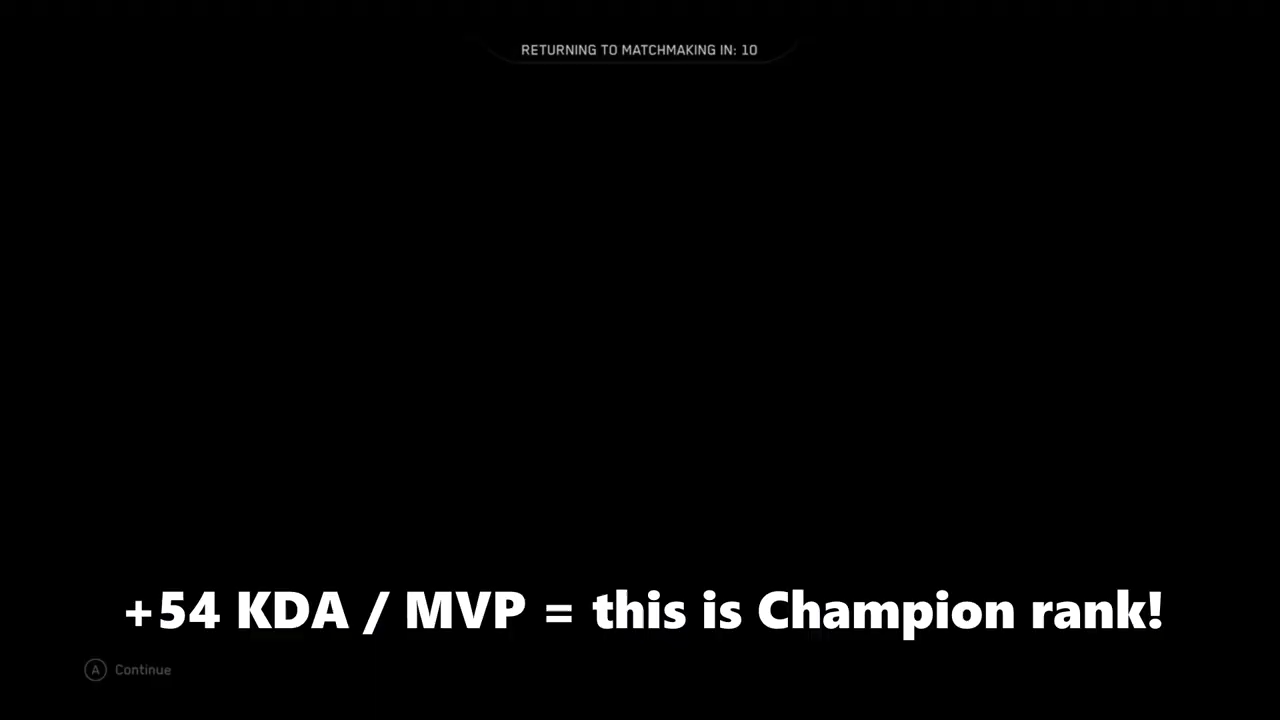 RETURNING TO MATCHMAKING IN: 10
+54 KDA / MVP = this is Champion rank!
A Continue